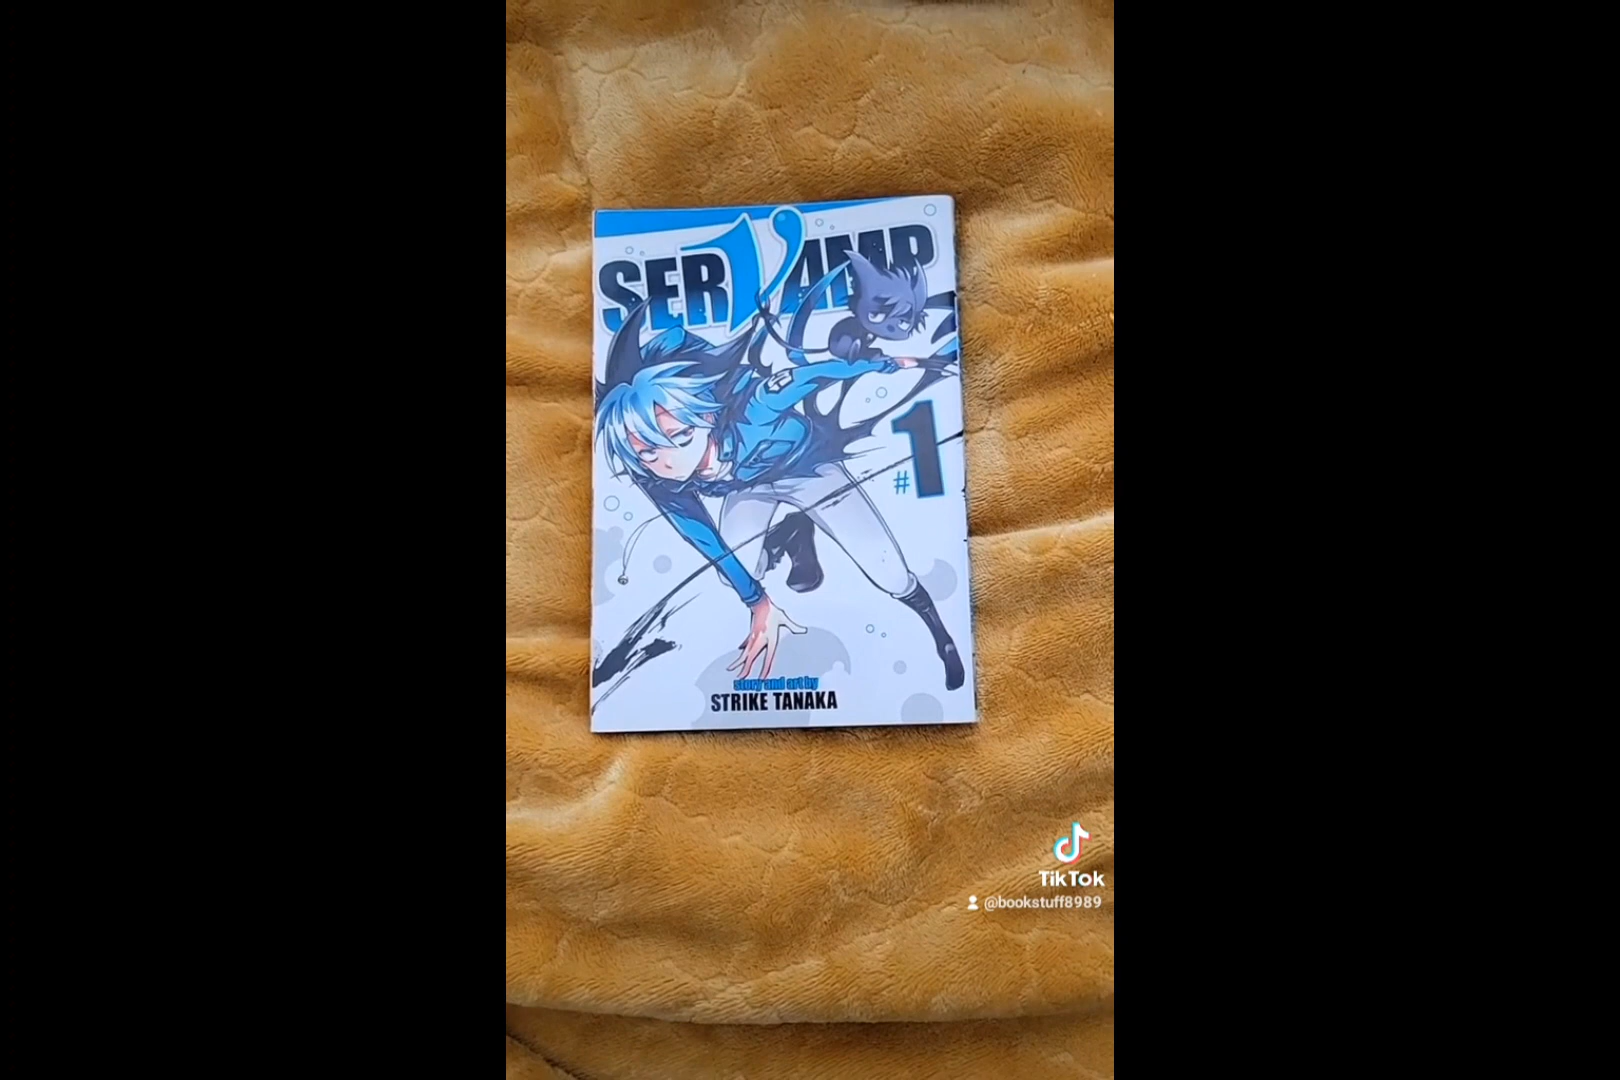 SERVAMP
#1
story and art by
STRIKE TANAKA
TikTok
@bookstuff8989